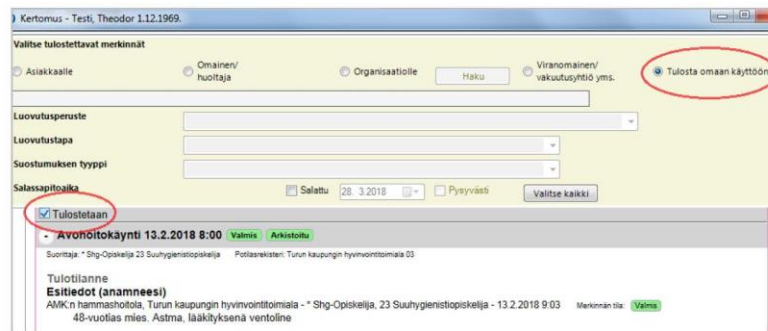 Kertomus - Testi, Theodor 1.12.1969.
Valitse tulostettavat merkinnät
Asiakkaalle Omainen/ huoltaja Organisaatiolle Haku Viranomainen/ vakuutusyhtiö yms. Tulosta omaan käyttöön
Luovutusperuste
Luovutustapa
Suostumuksen tyyppi
Salassapitoaika Salattu 28. 3.2018 Pysyvästi Valitse kaikki
Tulostetaan
- Avohoitokäynti 13.2.2018 8:00 Valmis Arkistoitu
Suorittaja: * Shg-Opiskelija 23 Suuhygienistiopiskelija Potilasrekisteri: Turun kaupungin hyvinvointitoimiala 03
Tulotilanne
Esitiedot (anamneesi)
AMK:n hammashoitola, Turun kaupungin hyvinvointitoimiala - * Shg-Opiskelija, 23 Suuhygienistiopiskelija - 13.2.2018 9:03 Merkinnän tila: Valmis
48-vuotias mies. Astma, lääkityksenä ventoline